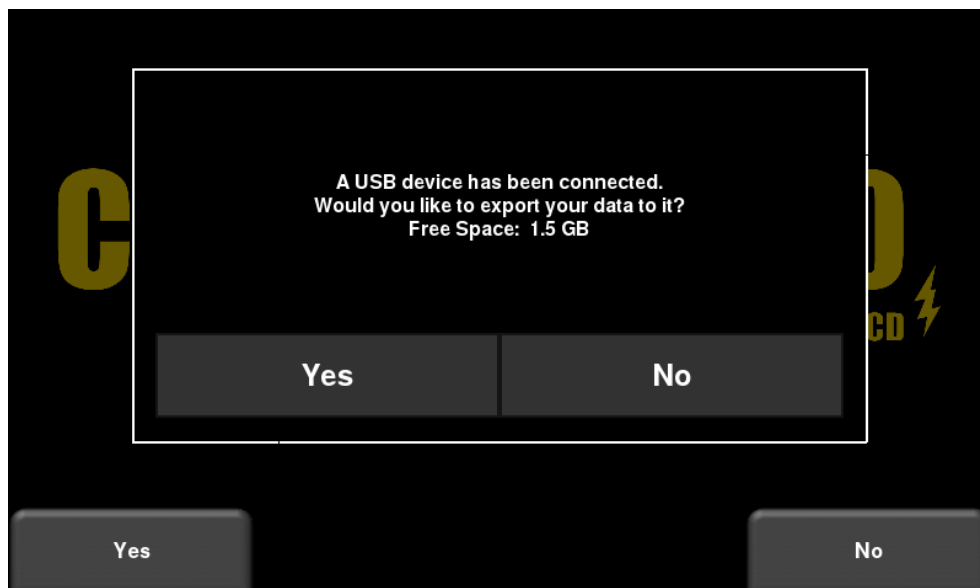 A USB device has been connected.
Would you like to export your data to it?
Free Space: 1.5 GB
Yes No
CD
Yes No